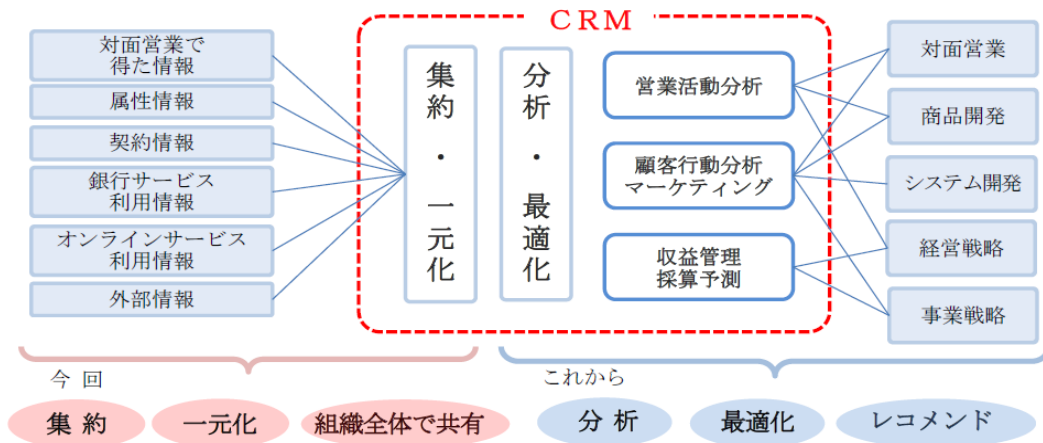 CRM
対面営業で
得た情報
属性情報
契約情報
銀行サービス
利用情報
オンラインサービス
利用情報
外部情報
集約・一元化
分析・最適化
営業活動分析
顧客行動分析
マーケティング
収益管理
採算予測
対面営業
商品開発
システム開発
経営戦略
事業戦略
今 回
集 約
一元化
組織全体で共有
これから
分 析
最適化
レコメンド